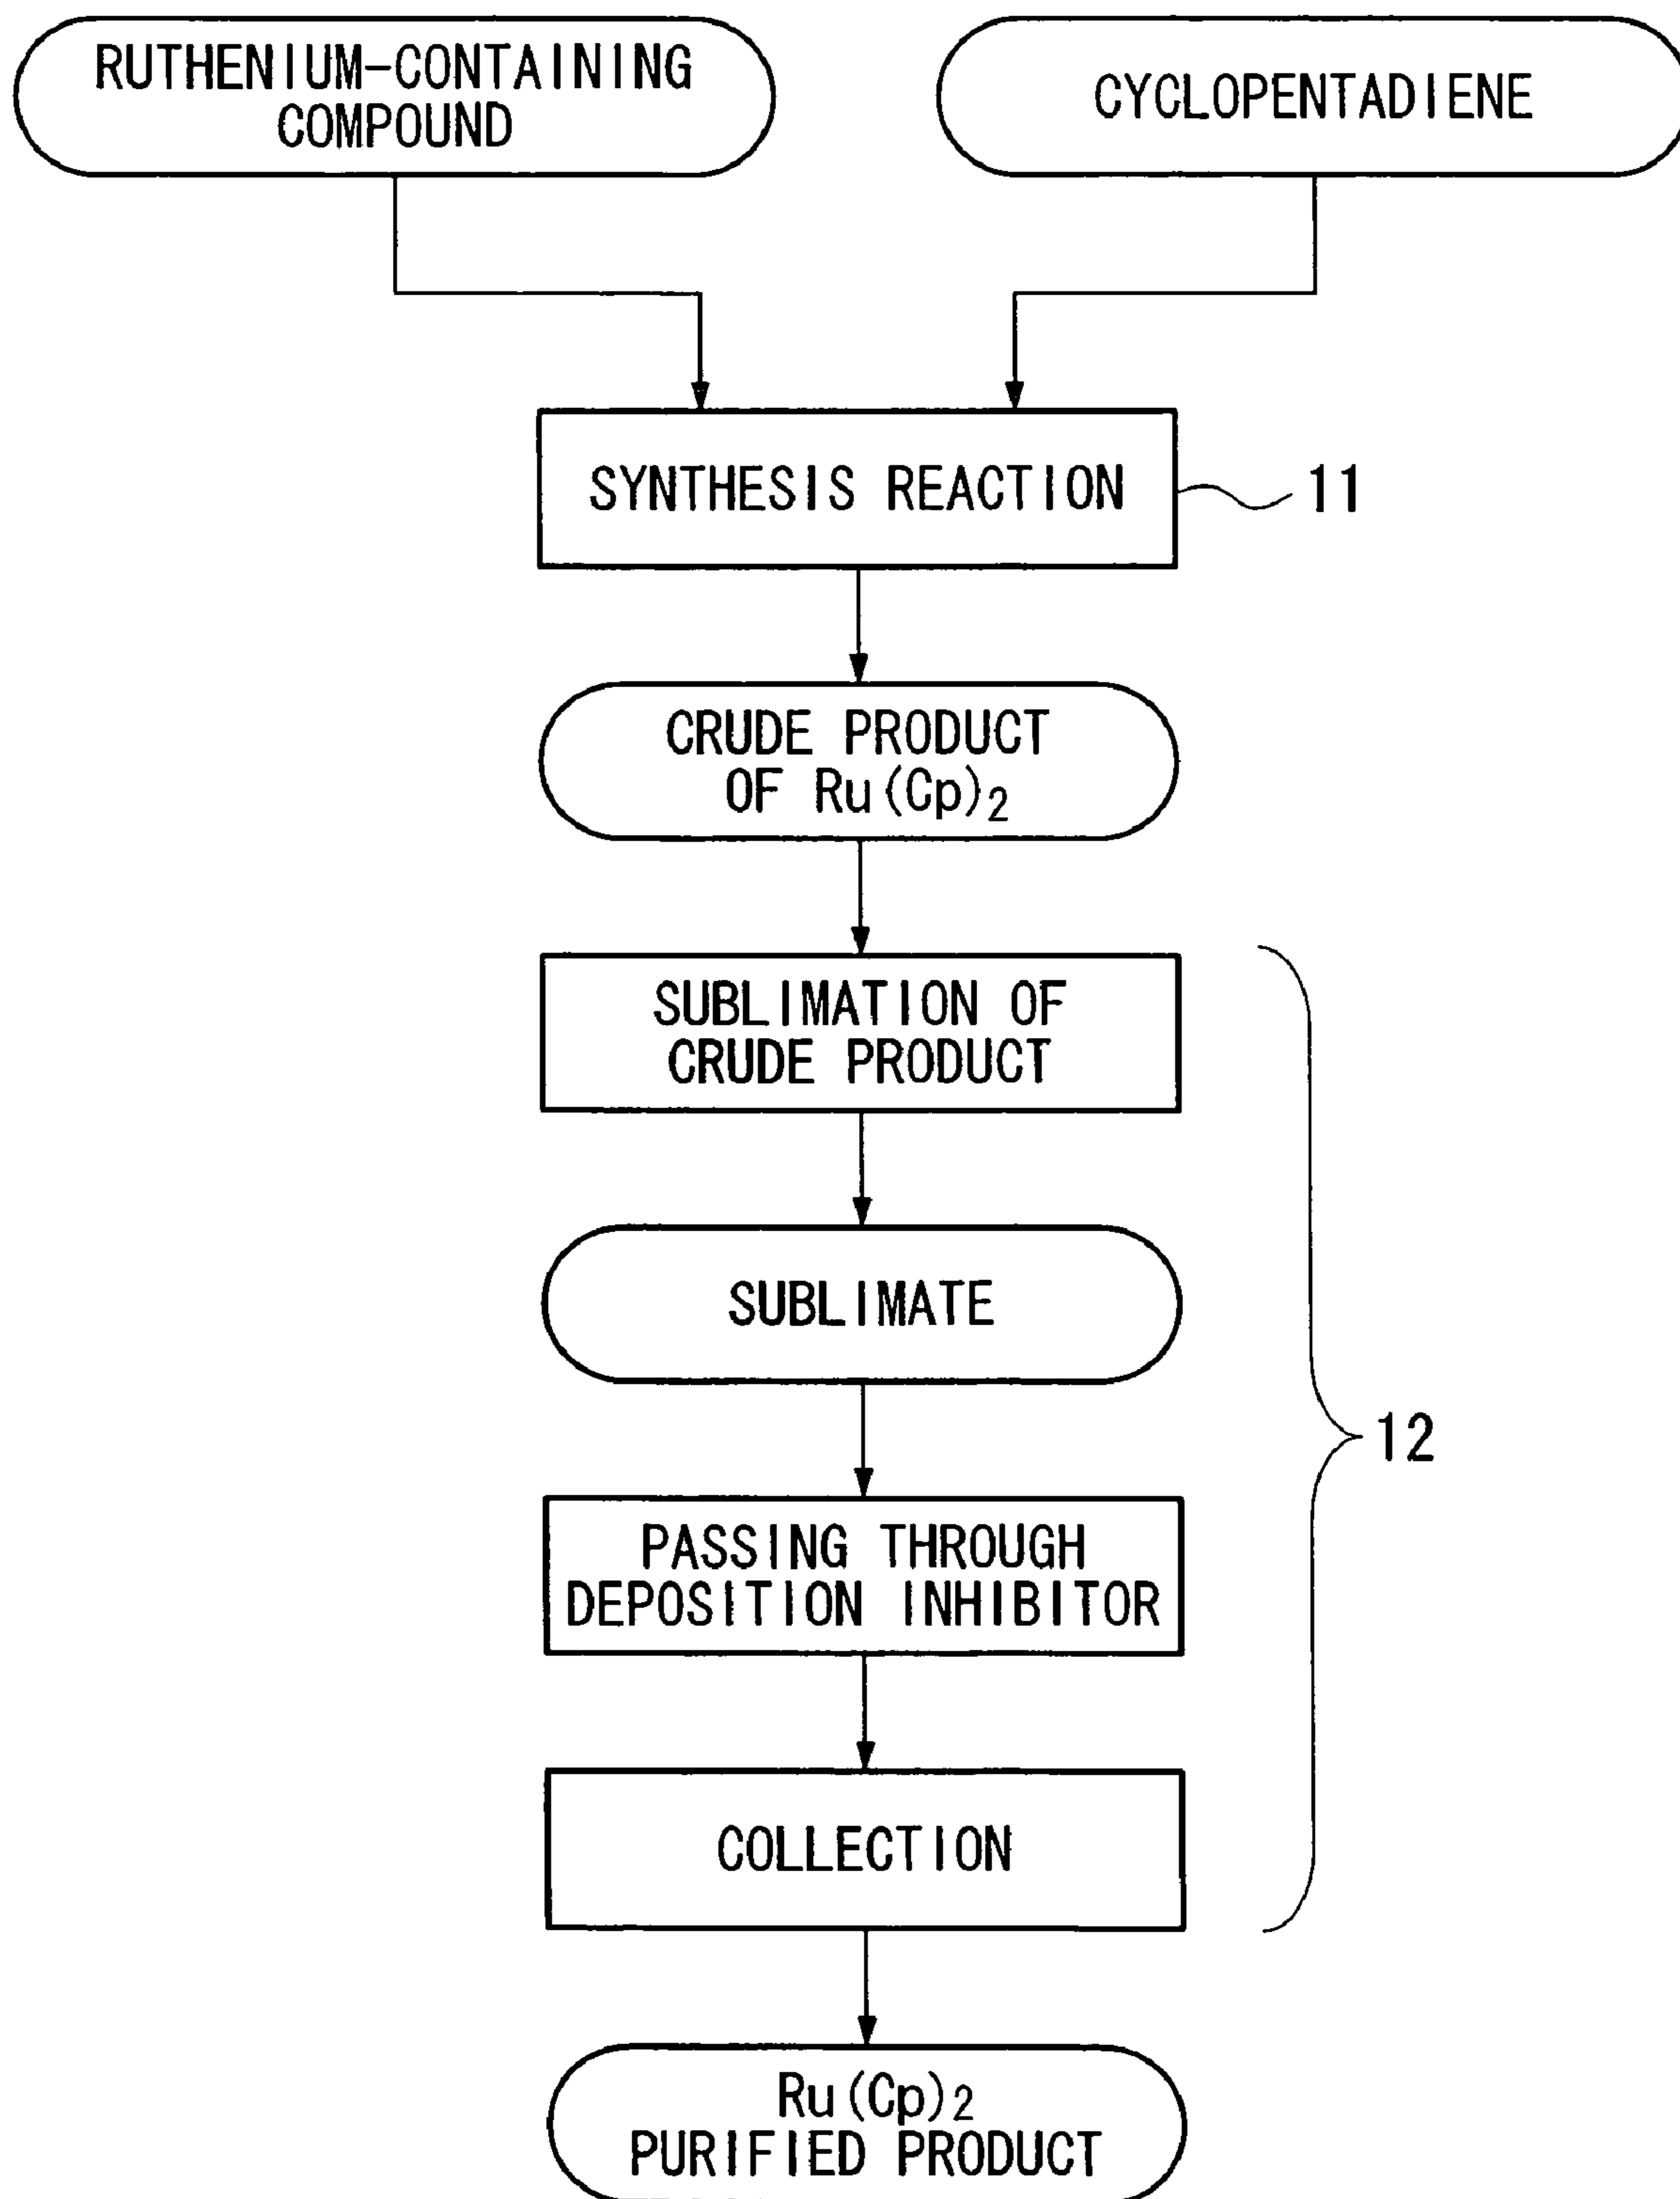 RUTHENIUM-CONTAINING
COMPOUND
CYCLOPENTADIENE
SYNTHESIS REACTION
11
CRUDE PRODUCT
OF Ru(Cp)₂
SUBLIMATION OF
CRUDE PRODUCT
SUBLIMATE
12
PASSING THROUGH
DEPOSITION INHIBITOR
COLLECTION
Ru(Cp)₂
PURIFIED PRODUCT